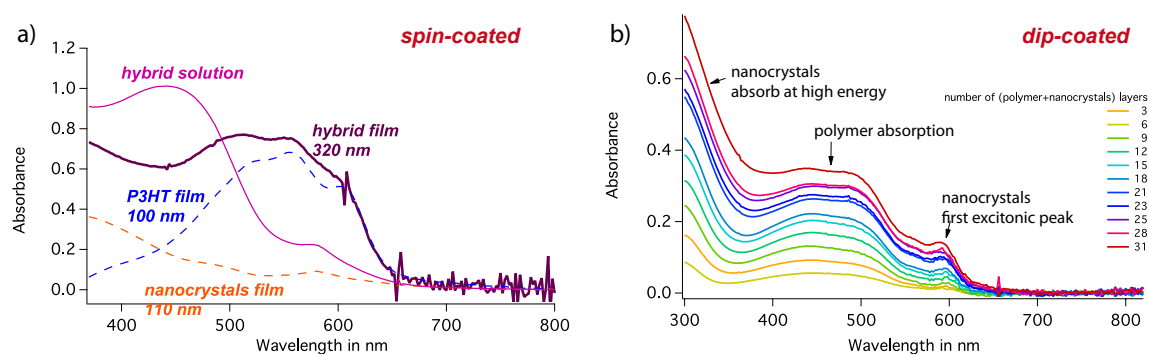 a)
spin-coated
1.2
1.0
0.8
0.6
0.4
0.2
0.0
Absorbance
hybrid solution
hybrid film
320 nm
P3HT film
100 nm
nanocrystals film
110 nm
400
500
600
700
800
Wavelength in nm
b)
dip-coated
0.6
0.4
0.2
0.0
Absorbance
nanocrystals
absorb at high energy
polymer absorption
nanocrystals
first excitonic peak
number of (polymer+nanocrystals) layers
3
6
9
12
15
18
21
23
25
28
31
300
400
500
600
700
800
Wavelength in nm